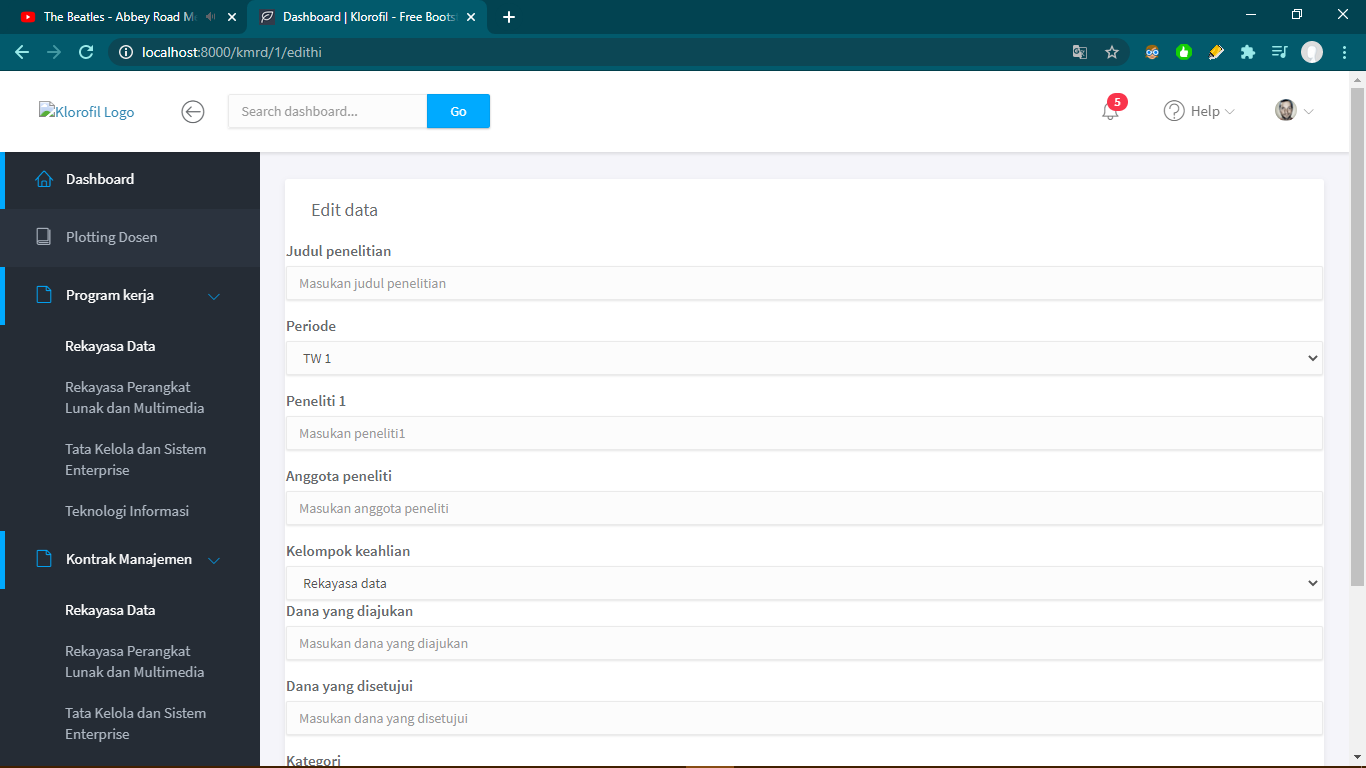 The Beatles - Abbey Road M
Dashboard | Klorofil - Free Boots
localhost:8000/kmrd/1/edithi
Klorofil Logo
Search dashboard...
Go
5
Help
Dashboard
Plotting Dosen
Program kerja
Rekayasa Data
Rekayasa Perangkat
Lunak dan Multimedia
Tata Kelola dan Sistem
Enterprise
Teknologi Informasi
Kontrak Manajemen
Rekayasa Data
Rekayasa Perangkat
Lunak dan Multimedia
Tata Kelola dan Sistem
Enterprise
Edit data
Judul penelitian
Masukan judul penelitian
Periode
TW 1
Peneliti 1
Masukan peneliti1
Anggota peneliti
Masukan anggota peneliti
Kelompok keahlian
Rekayasa data
Dana yang diajukan
Masukan dana yang diajukan
Dana yang disetujui
Masukan dana yang disetujui
Kategori